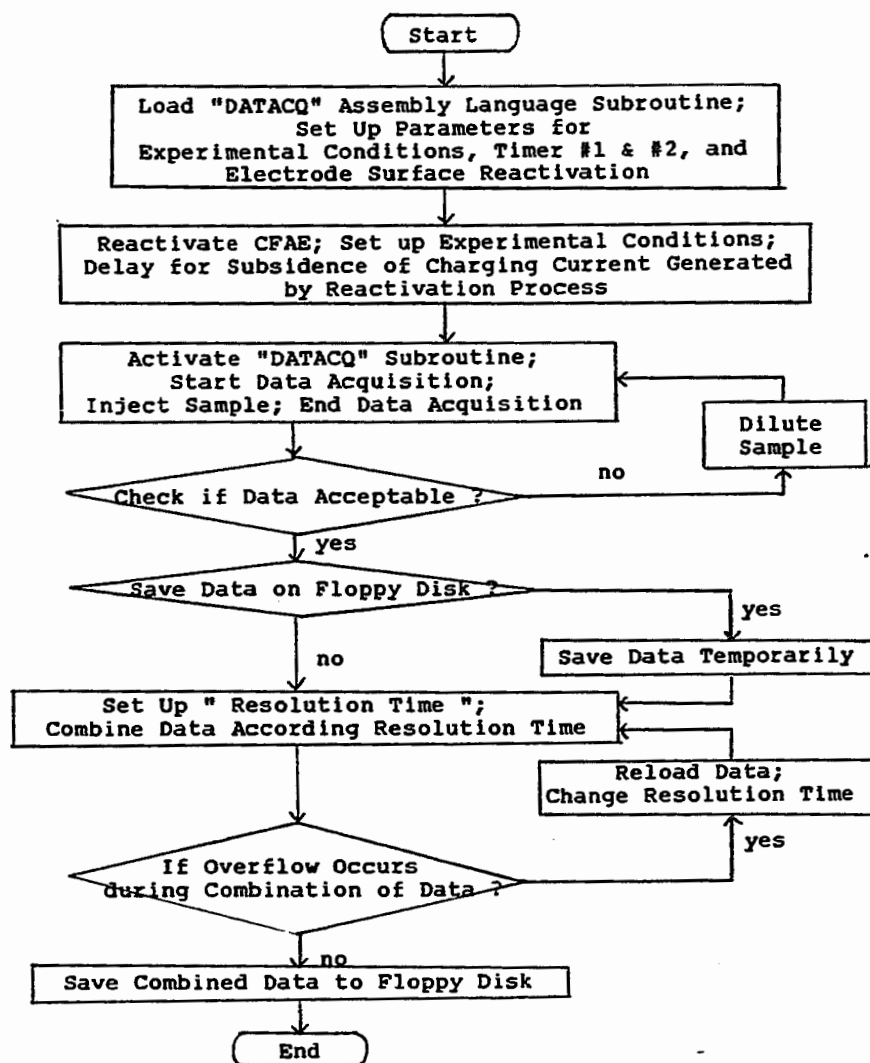 Start
Load "DATACQ" Assembly Language Subroutine;
Set Up Parameters for
Experimental Conditions, Timer #1 & #2, and
Electrode Surface Reactivation
Reactivate CFAE; Set up Experimental Conditions;
Delay for Subsidence of Charging Current Generated
by Reactivation Process
Activate "DATACQ" Subroutine;
Start Data Acquisition;
Inject Sample; End Data Acquisition
Dilute
Sample
Check if Data Acceptable ?
no
yes
Save Data on Floppy Disk ?
yes
no
Save Data Temporarily
Set Up " Resolution Time ";
Combine Data According Resolution Time
Reload Data;
Change Resolution Time
yes
If Overflow Occurs
during Combination of Data ?
no
Save Combined Data to Floppy Disk
End